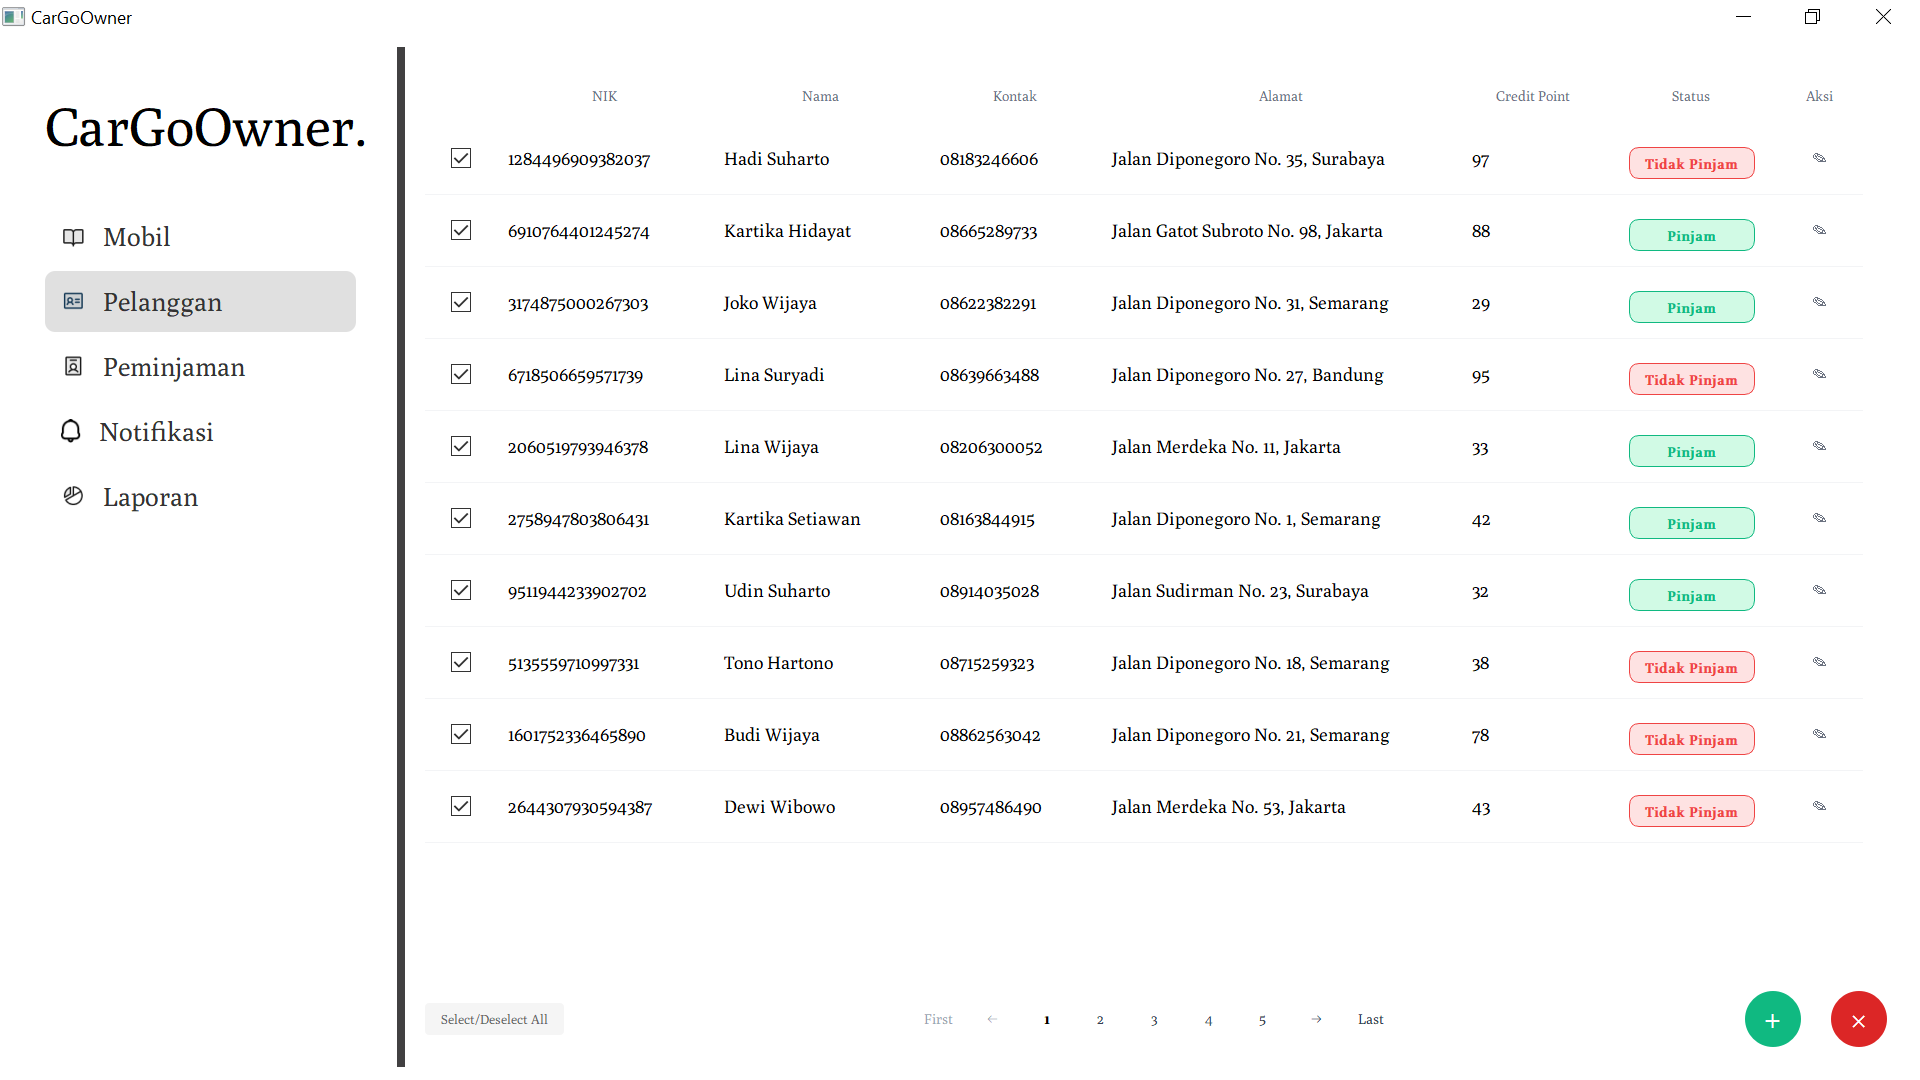 CarGoOwner
CarGoOwner.
Mobil
Pelanggan
Peminjaman
Notifikasi
Laporan
NIK Nama Kontak Alamat Credit Point Status Aksi
1284496909382037 Hadi Suharto 08183246606 Jalan Diponegoro No. 35, Surabaya 97 Tidak Pinjam
6910764401245274 Kartika Hidayat 08665289733 Jalan Gatot Subroto No. 98, Jakarta 88 Pinjam
3174875000267303 Joko Wijaya 08622382291 Jalan Diponegoro No. 31, Semarang 29 Pinjam
6718506659571739 Lina Suryadi 08639663488 Jalan Diponegoro No. 27, Bandung 95 Tidak Pinjam
2060519793946378 Lina Wijaya 08206300052 Jalan Merdeka No. 11, Jakarta 33 Pinjam
2758947803806431 Kartika Setiawan 08163844915 Jalan Diponegoro No. 1, Semarang 42 Pinjam
9511944233902702 Udin Suharto 08914035028 Jalan Sudirman No. 23, Surabaya 32 Pinjam
5135559710997331 Tono Hartono 08715259323 Jalan Diponegoro No. 18, Semarang 38 Tidak Pinjam
1601752336465890 Budi Wijaya 08862563042 Jalan Diponegoro No. 21, Semarang 78 Tidak Pinjam
2644307930594387 Dewi Wibowo 08957486490 Jalan Merdeka No. 53, Jakarta 43 Tidak Pinjam
Select/Deselect All First ← 1 2 3 4 5 → Last + ×